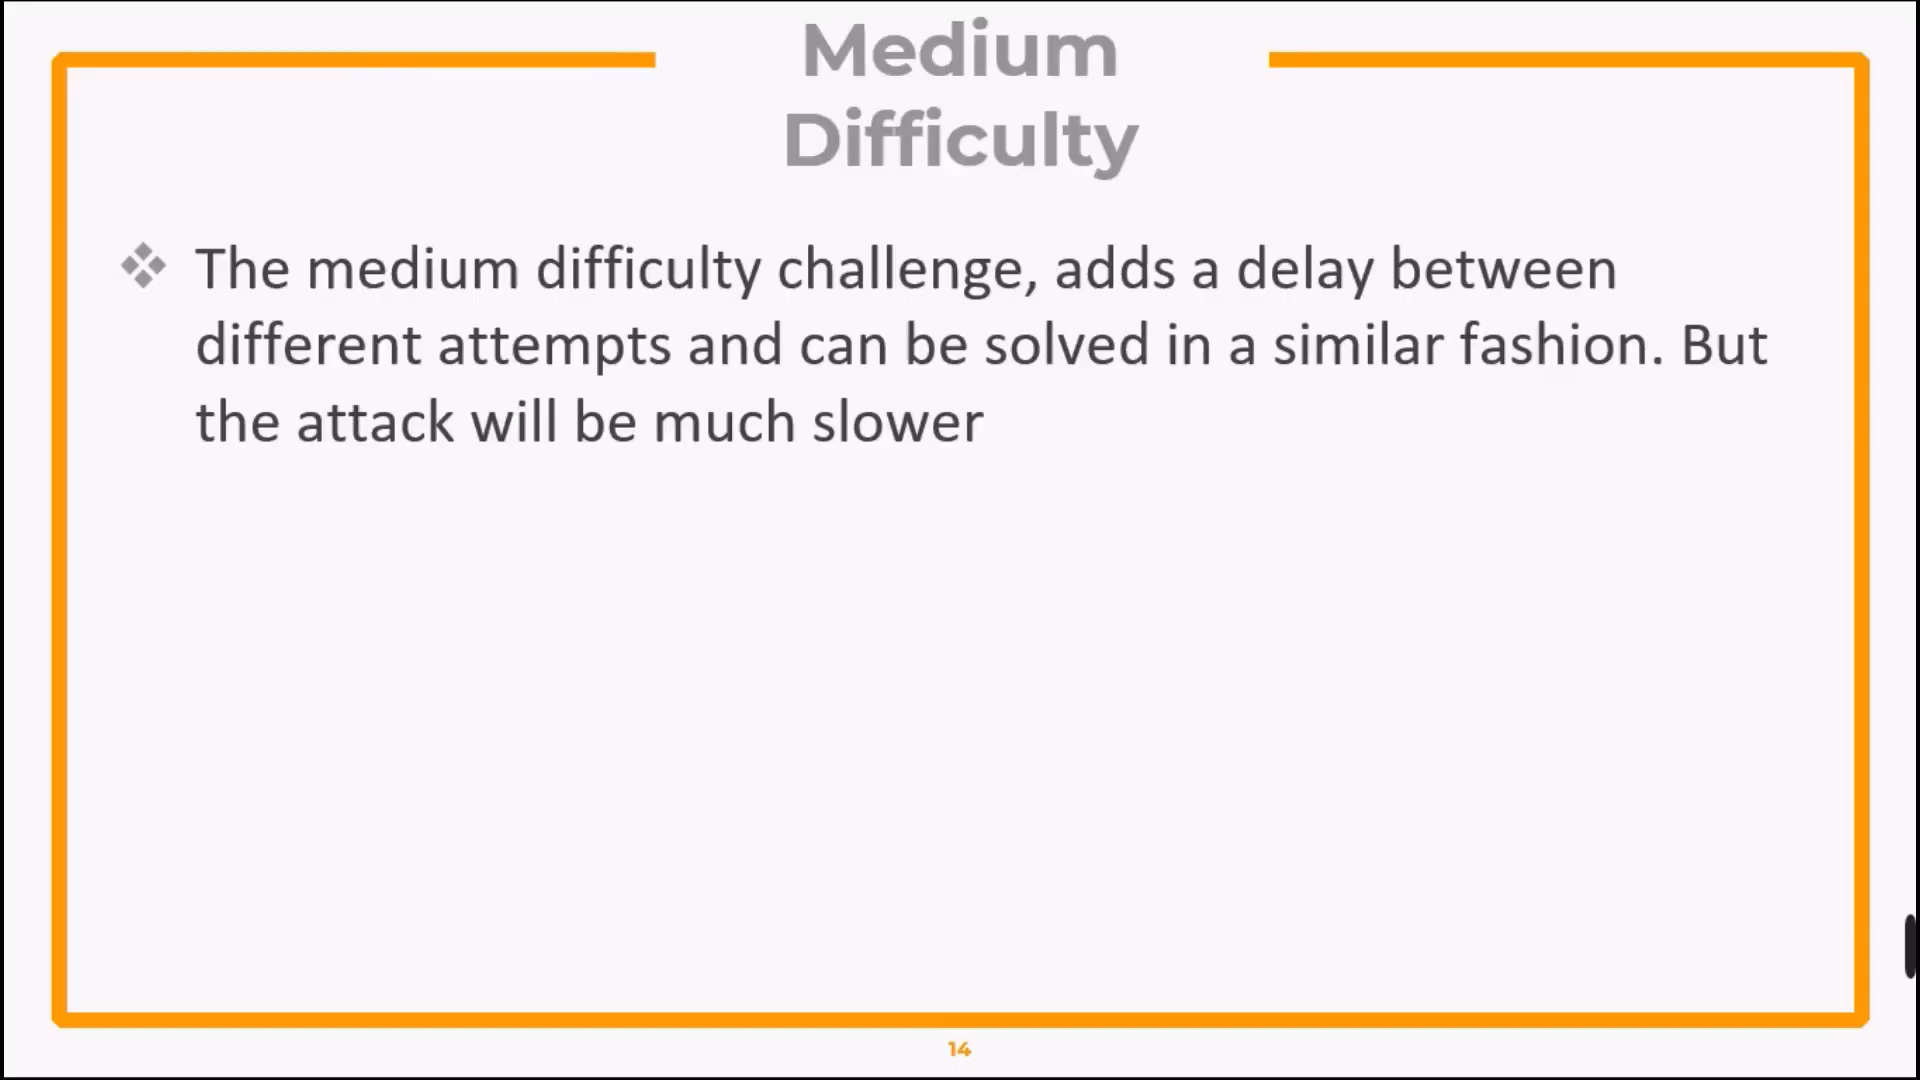 Medium
Difficulty
The medium difficulty challenge, adds a delay between
different attempts and can be solved in a similar fashion. But
the attack will be much slower
14